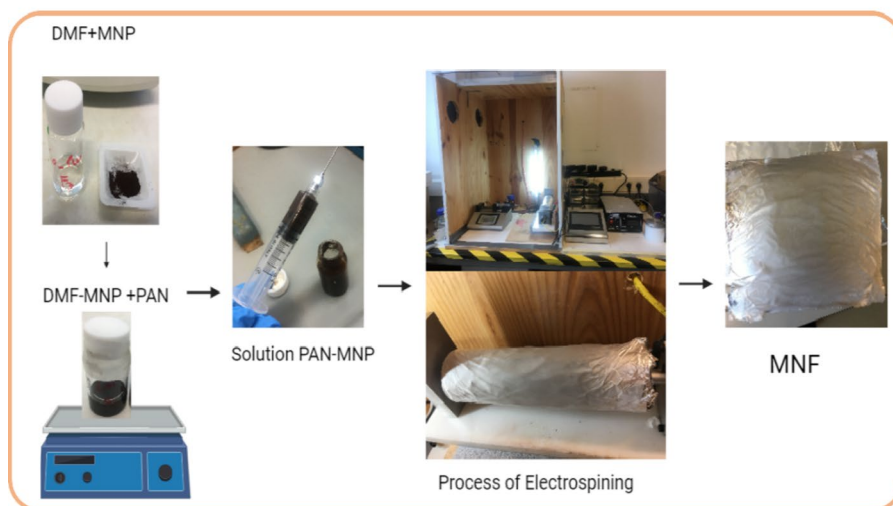 DMF+MNP
DMF-MNP +PAN
Solution PAN-MNP
Process of Electrospining
MNF